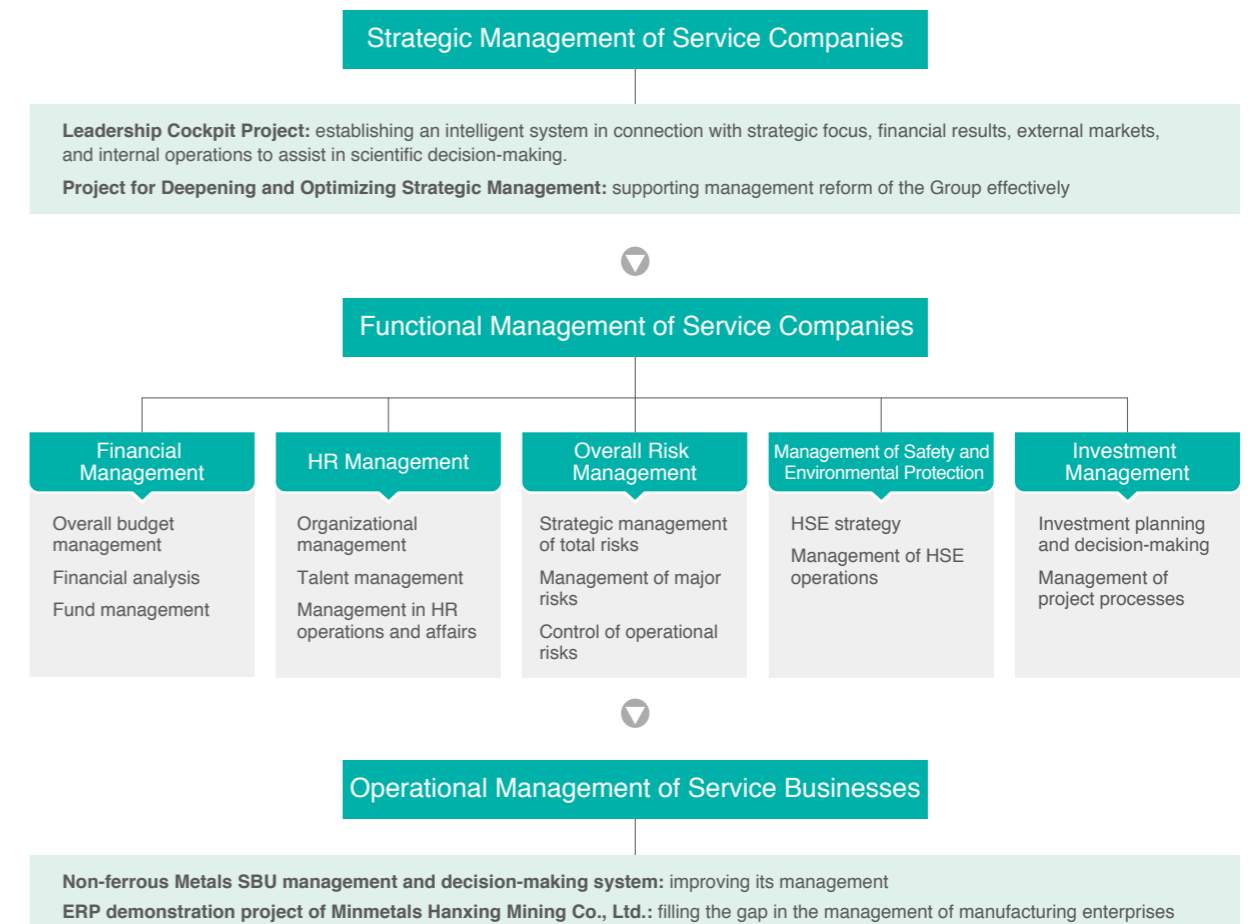 Strategic Management of Service Companies
Leadership Cockpit Project: establishing an intelligent system in connection with strategic focus, financial results, external markets,
and internal operations to assist in scientific decision-making.
Project for Deepening and Optimizing Strategic Management: supporting management reform of the Group effectively
Functional Management of Service Companies
Financial
Management
Overall budget
management
Financial analysis
Fund management
HR Management
Organizational
management
Talent management
Management in HR
operations and affairs
Overall Risk
Management
Strategic management
of total risks
Management of major
risks
Control of operational
risks
Management of Safety and
Environmental Protection
HSE strategy
Management of HSE
operations
Investment
Management
Investment planning
and decision-making
Management of
project processes
Operational Management of Service Businesses
Non-ferrous Metals SBU management and decision-making system: improving its management
ERP demonstration project of Minmetals Hanxing Mining Co., Ltd.: filling the gap in the management of manufacturing enterprises